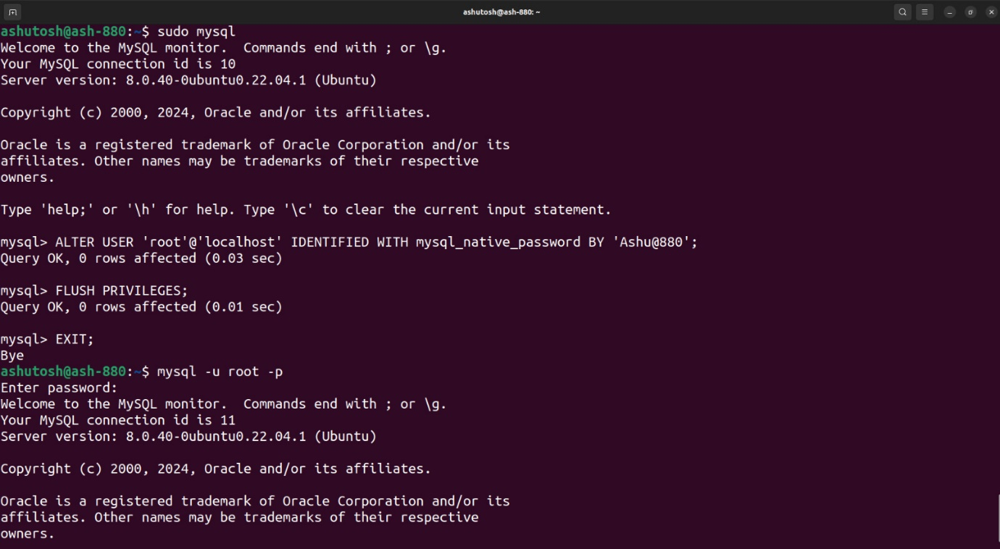 ashutosh@ash-880: ~
ashutosh@ash-880:~$ sudo mysql
Welcome to the MySQL monitor.  Commands end with ; or \g.
Your MySQL connection id is 10
Server version: 8.0.40-0ubuntu0.22.04.1 (Ubuntu)
Copyright (c) 2000, 2024, Oracle and/or its affiliates.
Oracle is a registered trademark of Oracle Corporation and/or its
affiliates. Other names may be trademarks of their respective
owners.
Type 'help;' or '\h' for help. Type '\c' to clear the current input statement.
mysql> ALTER USER 'root'@'localhost' IDENTIFIED WITH mysql_native_password BY 'Ashu@880';
Query OK, 0 rows affected (0.03 sec)
mysql> FLUSH PRIVILEGES;
Query OK, 0 rows affected (0.01 sec)
mysql> EXIT;
Bye
ashutosh@ash-880:~$ mysql -u root -p
Enter password:
Welcome to the MySQL monitor.  Commands end with ; or \g.
Your MySQL connection id is 11
Server version: 8.0.40-0ubuntu0.22.04.1 (Ubuntu)
Copyright (c) 2000, 2024, Oracle and/or its affiliates.
Oracle is a registered trademark of Oracle Corporation and/or its
affiliates. Other names may be trademarks of their respective
owners.